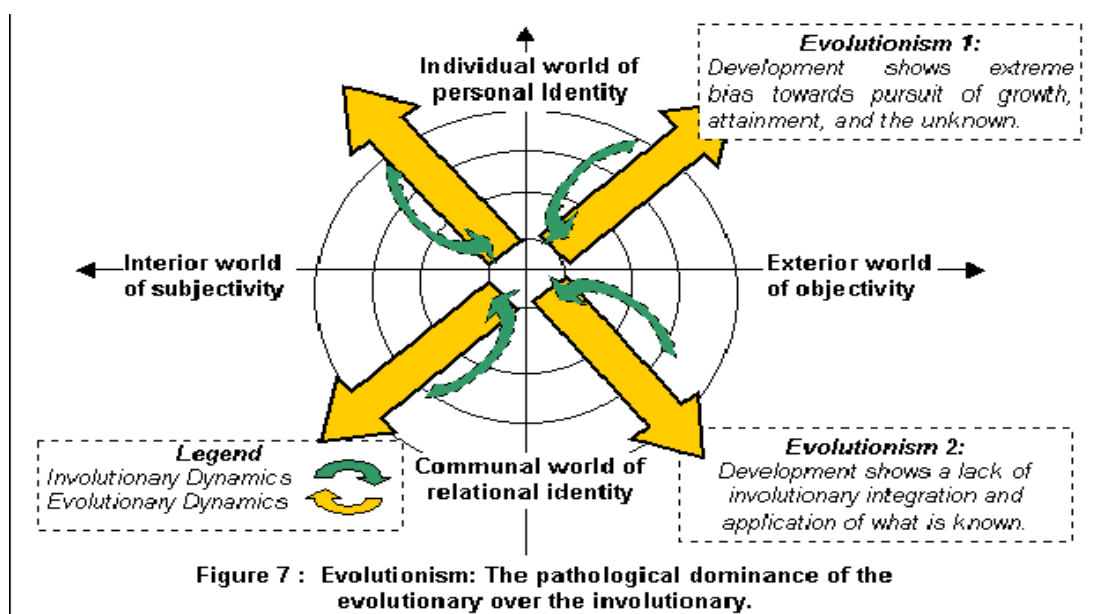 Individual world of
personal Identity
Evolutionism 1:
Development shows extreme
bias towards pursuit of growth,
attainment, and the unknown.
Interior world
of subjectivity
Exterior world
of objectivity
Legend
Involutionary Dynamics
Evolutionary Dynamics
Communal world of
relational identity
Evolutionism 2:
Development shows a lack of
involutionary integration and
application of what is known.
Figure 7 : Evolutionism: The pathological dominance of the
evolutionary over the involutionary.